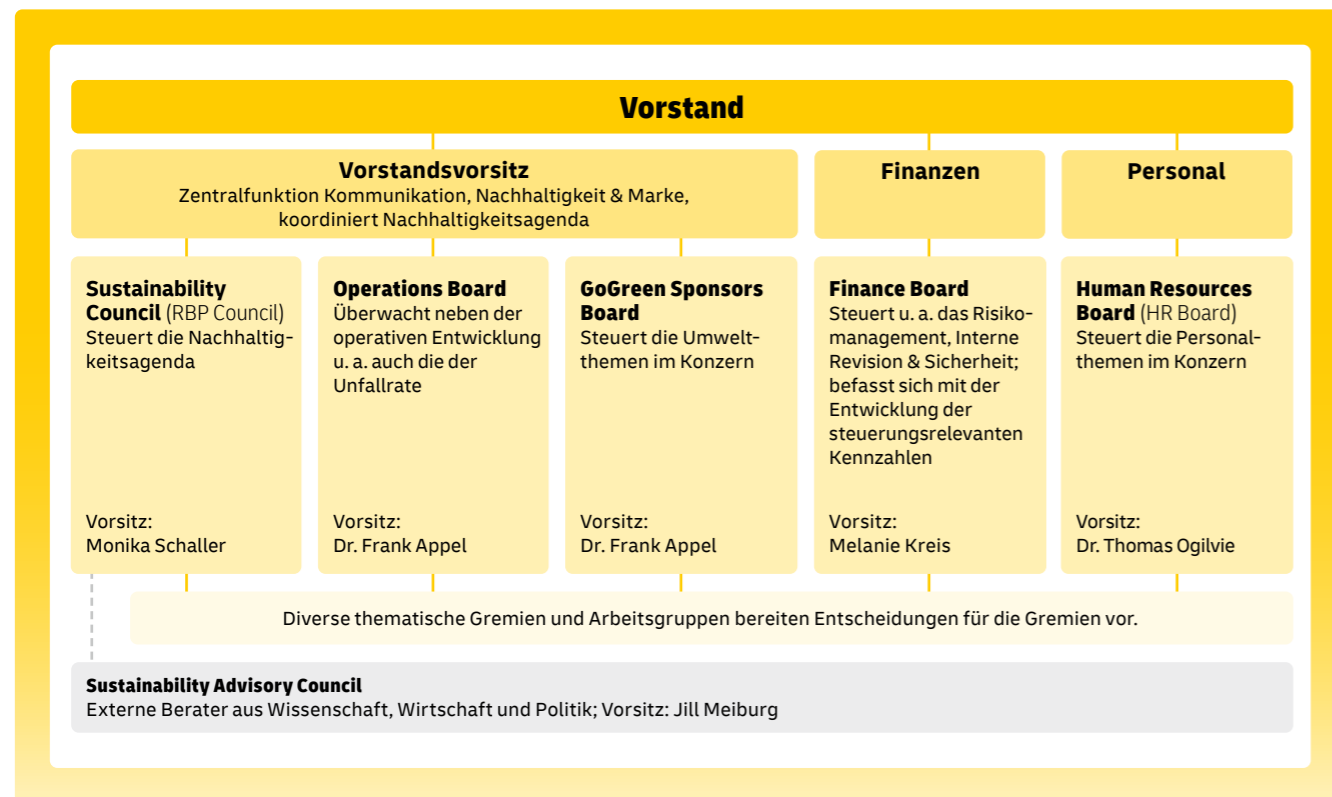 Vorstand
Vorstandsvorsitz
Zentralfunktion Kommunikation, Nachhaltigkeit & Marke,
koordiniert Nachhaltigkeitsagenda
Finanzen
Personal
Sustainability
Council (RBP Council)
Steuert die Nachhaltig-
keitsagenda
Vorsitz:
Monika Schaller
Operations Board
Überwacht neben der
operativen Entwicklung
u. a. auch die der
Unfallrate
Vorsitz:
Dr. Frank Appel
GoGreen Sponsors
Board
Steuert die Umwelt-
themen im Konzern
Vorsitz:
Dr. Frank Appel
Finance Board
Steuert u. a. das Risiko-
management, Interne
Revision & Sicherheit;
befasst sich mit der
Entwicklung der
steuerungsrelevanten
Kennzahlen
Vorsitz:
Melanie Kreis
Human Resources
Board (HR Board)
Steuert die Personal-
themen im Konzern
Vorsitz:
Dr. Thomas Ogilvie
Diverse thematische Gremien und Arbeitsgruppen bereiten Entscheidungen für die Gremien vor.
Sustainability Advisory Council
Externe Berater aus Wissenschaft, Wirtschaft und Politik; Vorsitz: Jill Meiburg